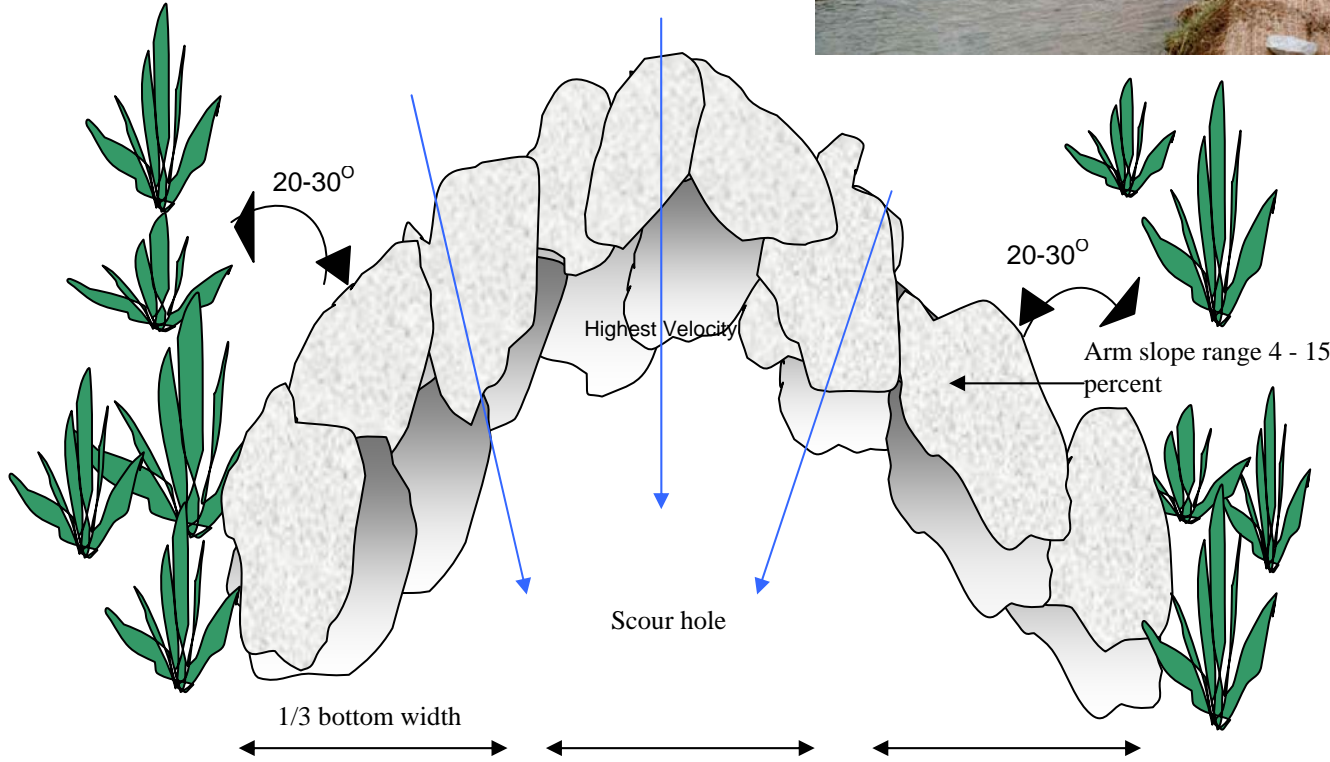 20-30O
20-30O
Highest Velocity
Arm slope range 4 - 15
percent
Scour hole
1/3 bottom width